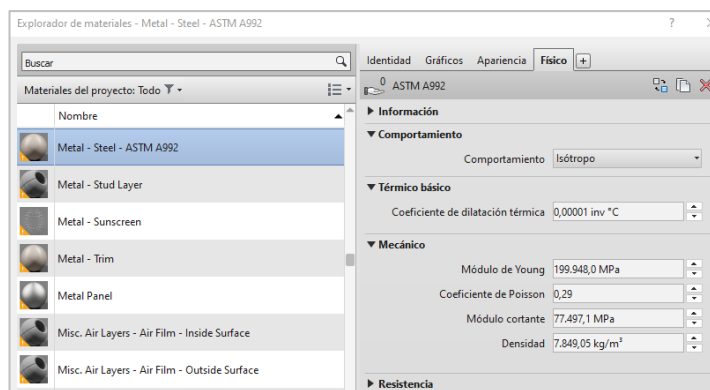 Explorador de materiales - Metal - Steel - ASTM A992
?
Buscar
Materiales del proyecto: Todo
Nombre
Metal - Steel - ASTM A992
Metal - Stud Layer
Metal - Sunscreen
Metal - Trim
Metal Panel
Misc. Air Layers - Air Film - Inside Surface
Misc. Air Layers - Air Film - Outside Surface
Identidad Gráficos Apariencia Físico +
0
ASTM A992
Información
Comportamiento
Comportamiento Isótropo
Térmico básico
Coeficiente de dilatación térmica 0,00001 inv °C
Mecánico
Módulo de Young 199.948,0 MPa
Coeficiente de Poisson 0,29
Módulo cortante 77.497,1 MPa
Densidad 7.849,05 kg/m³
Resistencia